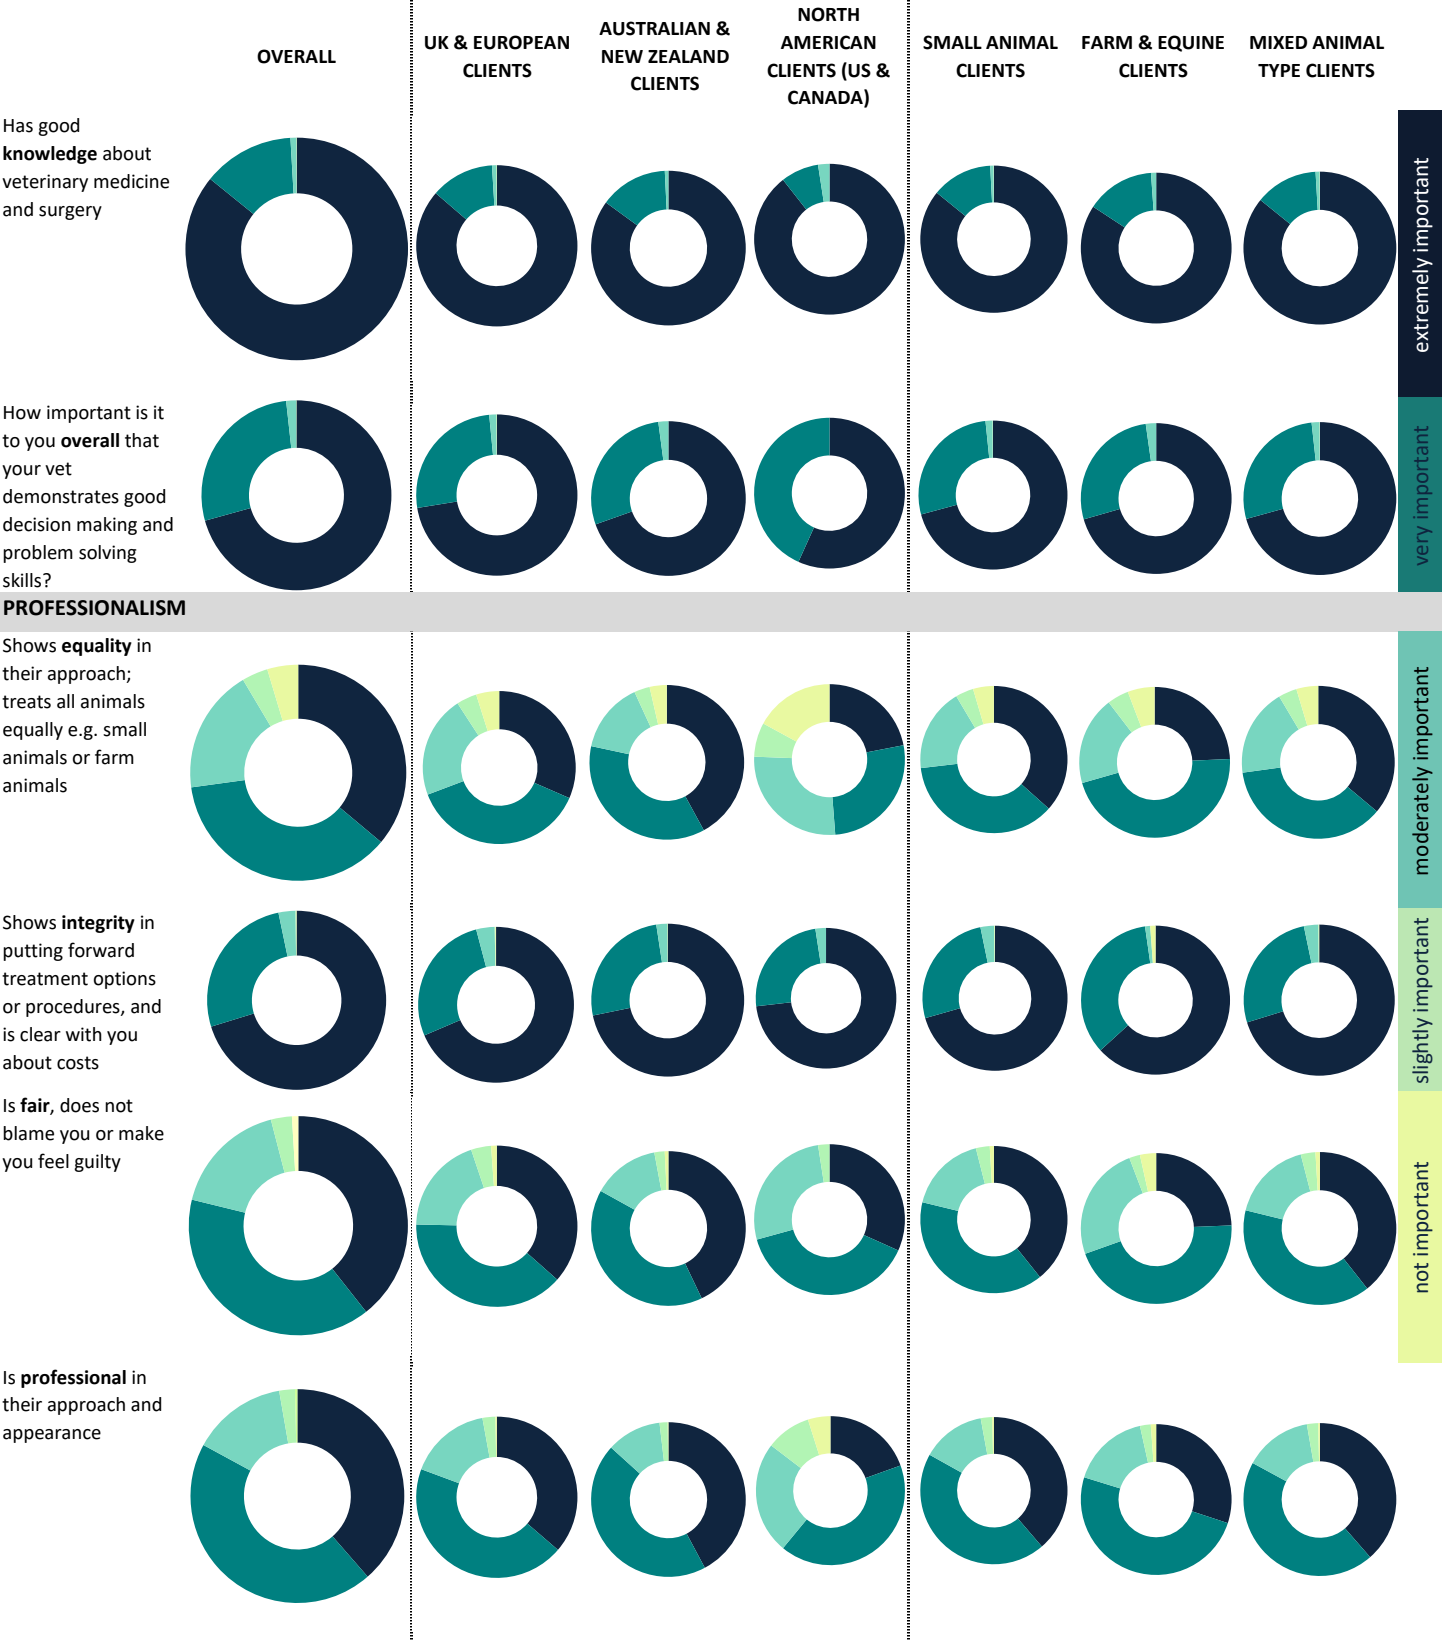 OVERALL
UK & EUROPEAN
CLIENTS
AUSTRALIAN &
NEW ZEALAND
CLIENTS
NORTH
AMERICAN
CLIENTS (US &
CANADA)
SMALL ANIMAL
CLIENTS
FARM & EQUINE
CLIENTS
MIXED ANIMAL
TYPE CLIENTS
Has good
knowledge about
veterinary medicine
and surgery
extremely important
How important is it
to you overall that
your vet
demonstrates good
decision making and
problem solving
skills?
very important
PROFESSIONALISM
Shows equality in
their approach;
treats all animals
equally e.g. small
animals or farm
animals
moderately important
Shows integrity in
putting forward
treatment options
or procedures, and
is clear with you
about costs
slightly important
Is fair, does not
blame you or make
you feel guilty
not important
Is professional in
their approach and
appearance